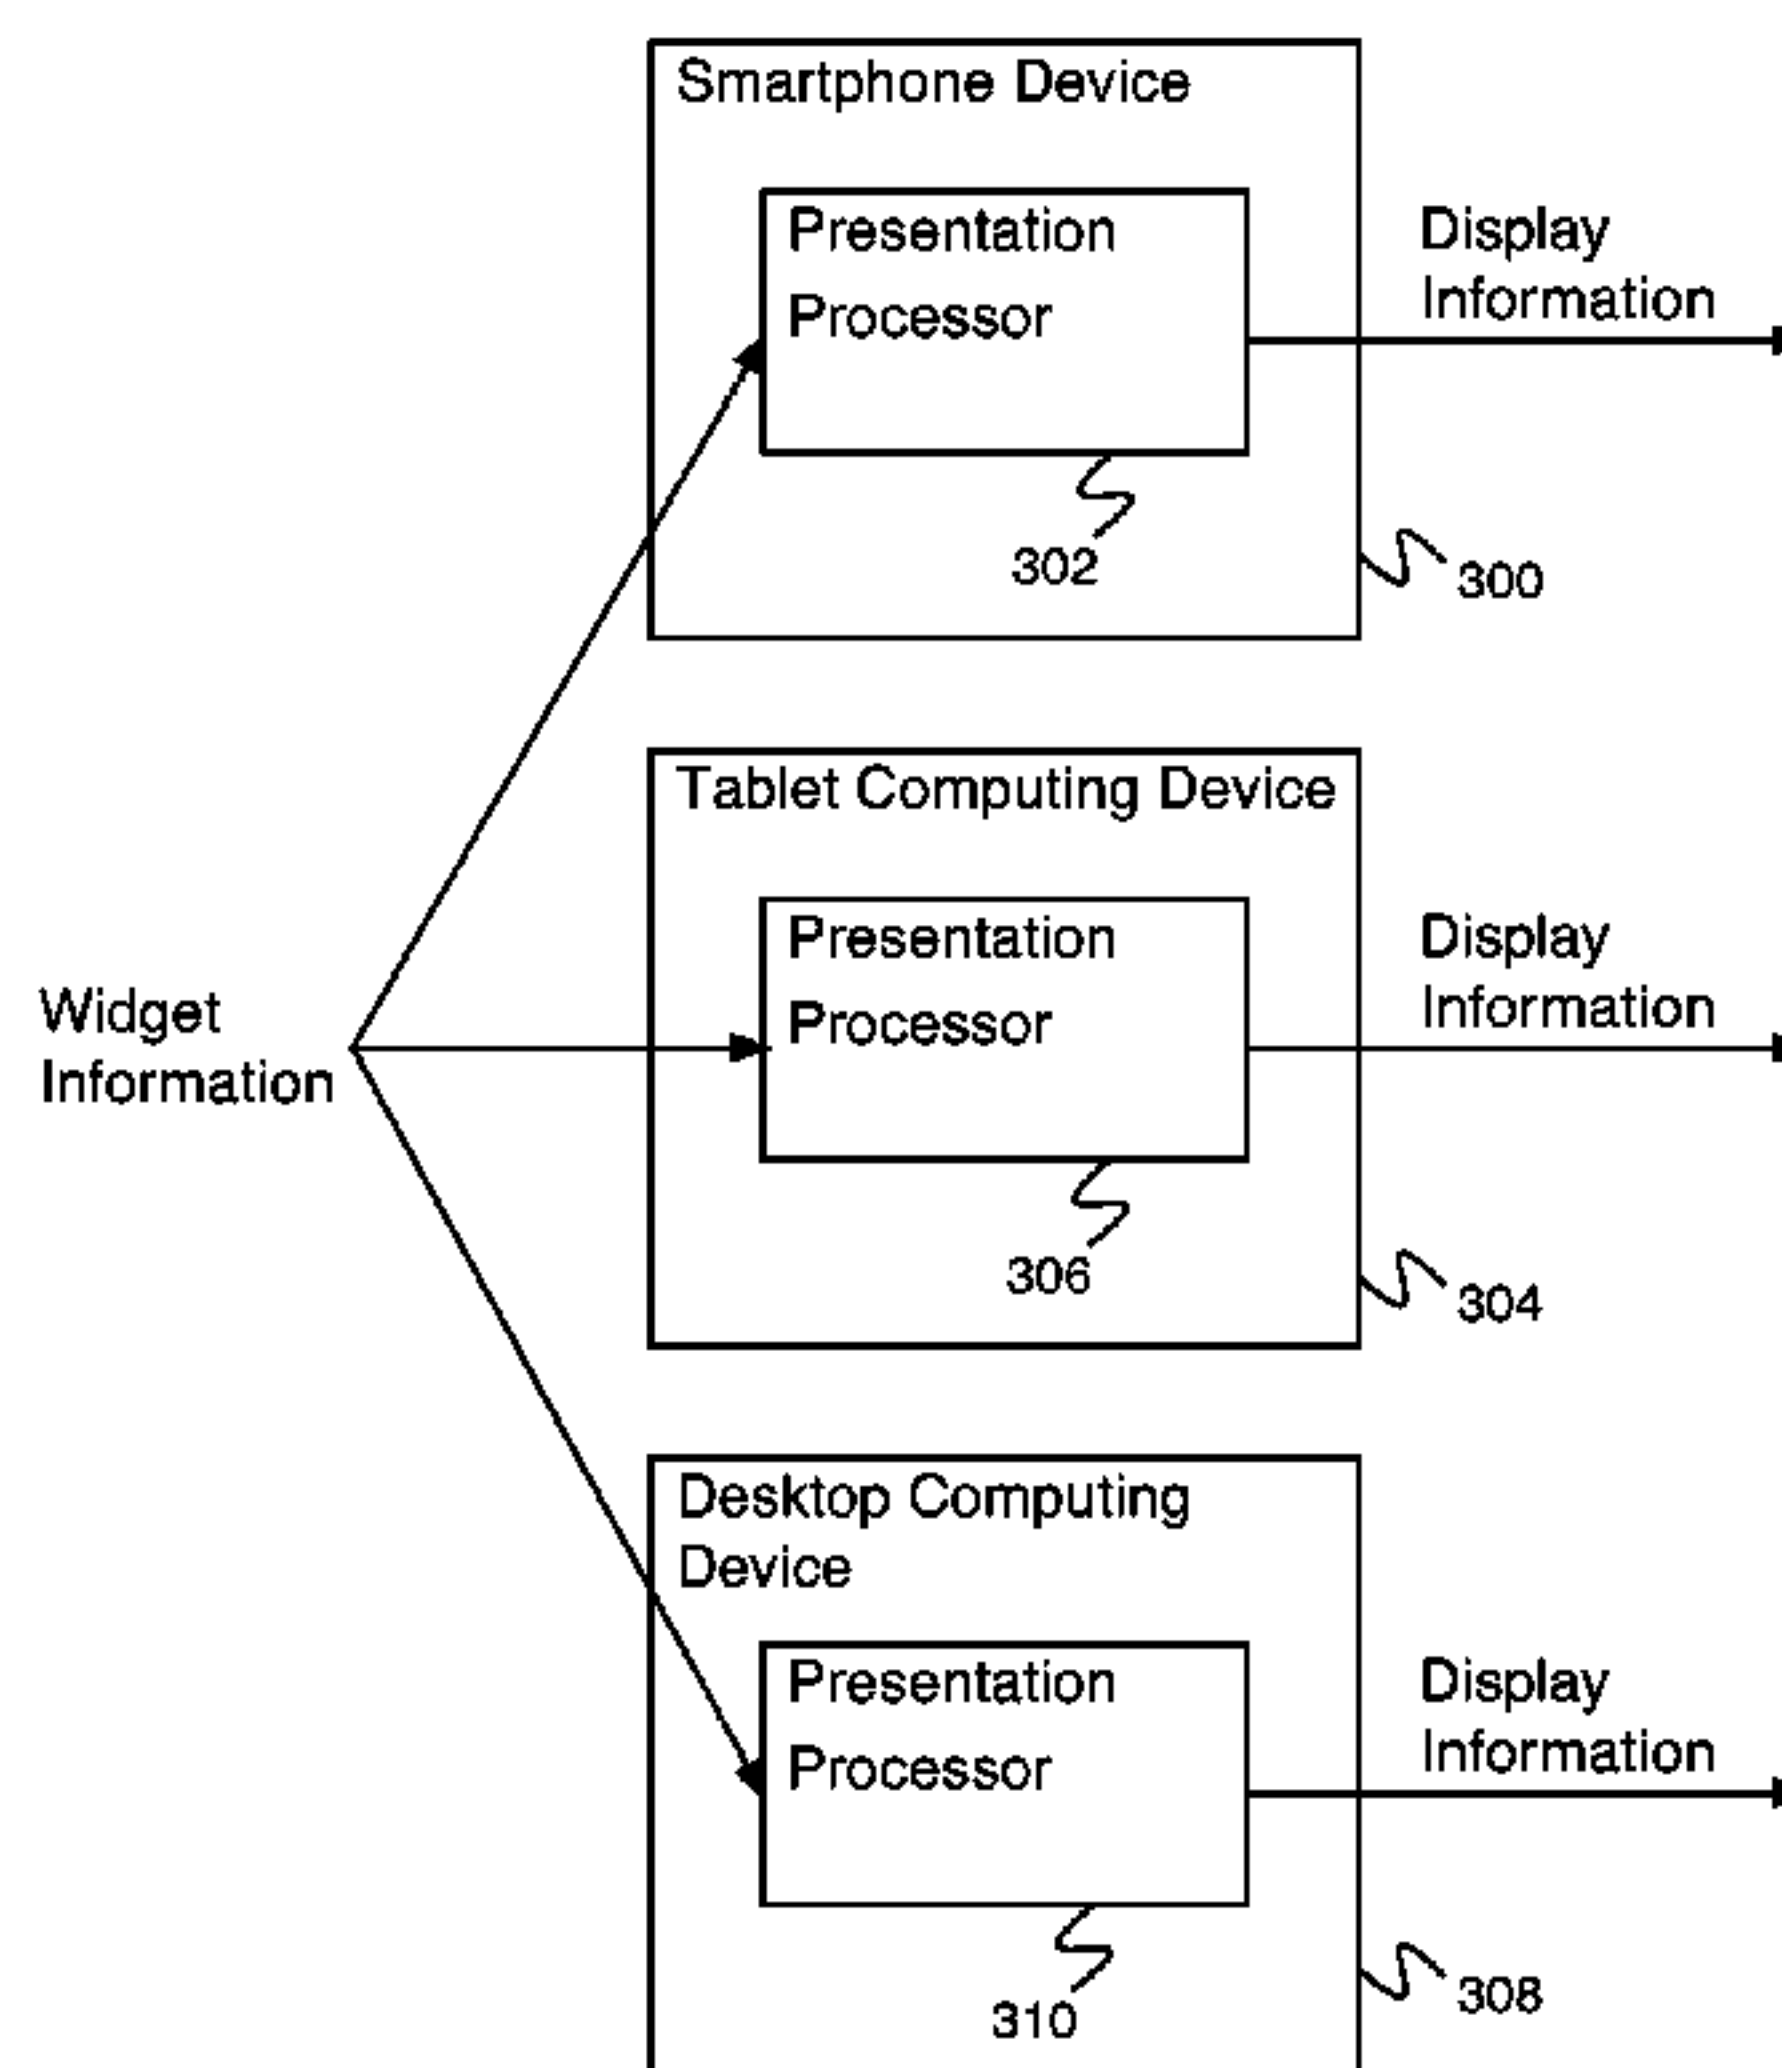 Smartphone Device
Presentation
Processor
Display
Information
302
300
Tablet Computing Device
Presentation
Processor
Display
Information
Widget
Information
306
304
Desktop Computing
Device
Presentation
Processor
Display
Information
310
308